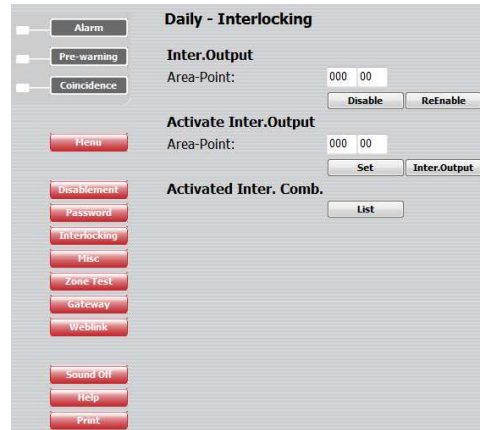 Alarm
Pre-warning
Coincidence
Menu
Disablement
Password
Interlocking
Misc
Zone Test
Gateway
Weblink
Sound Off
Help
Print
Daily - Interlocking
Inter.Output
Area-Point: 000 00
Disable ReEnable
Activate Inter.Output
Area-Point: 000 00
Set Inter.Output
Activated Inter. Comb.
List